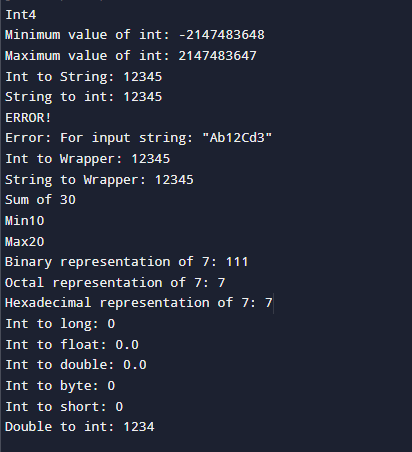 Int4
Minimum value of int: -2147483648
Maximum value of int: 2147483647
Int to String: 12345
String to int: 12345
ERROR!
Error: For input string: "Ab12Cd3"
Int to Wrapper: 12345
String to Wrapper: 12345
Sum of 30
Min10
Max20
Binary representation of 7: 111
Octal representation of 7: 7
Hexadecimal representation of 7: 7
Int to long: 0
Int to float: 0.0
Int to double: 0.0
Int to byte: 0
Int to short: 0
Double to int: 1234